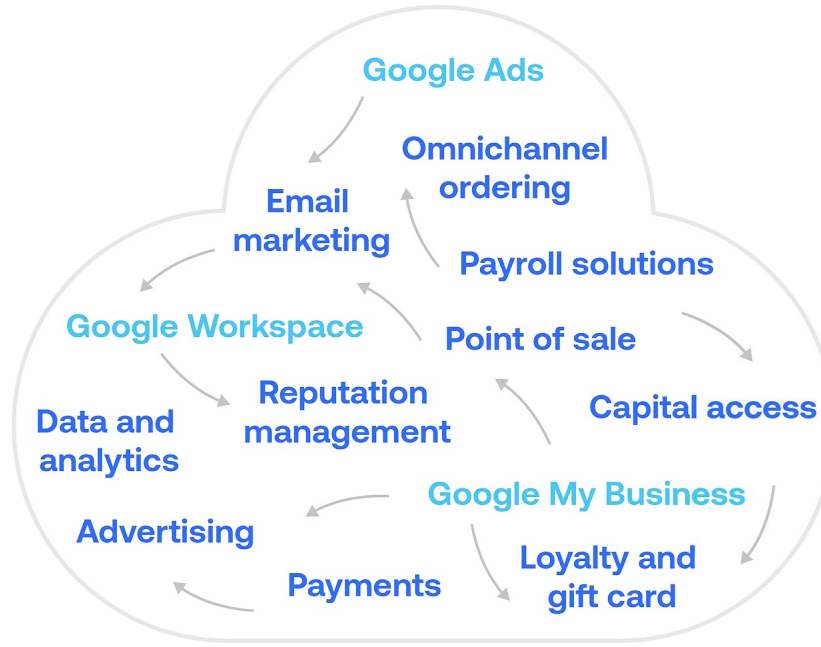 Google Ads
Omnichannel
ordering
Email
marketing
Payroll solutions
Google Workspace
Point of sale
Reputation
management
Capital access
Data and
analytics
Google My Business
Advertising
Loyalty and
gift card
Payments